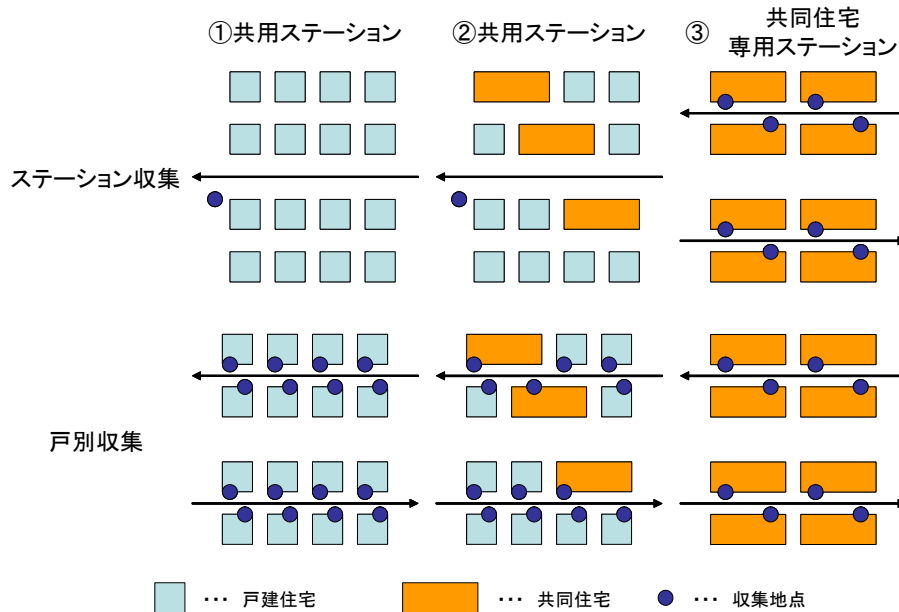 ①共用ステーション
②共用ステーション
③ 共同住宅
専用ステーション
ステーション収集
戸別収集
… 戸建住宅
… 共同住宅
… 収集地点